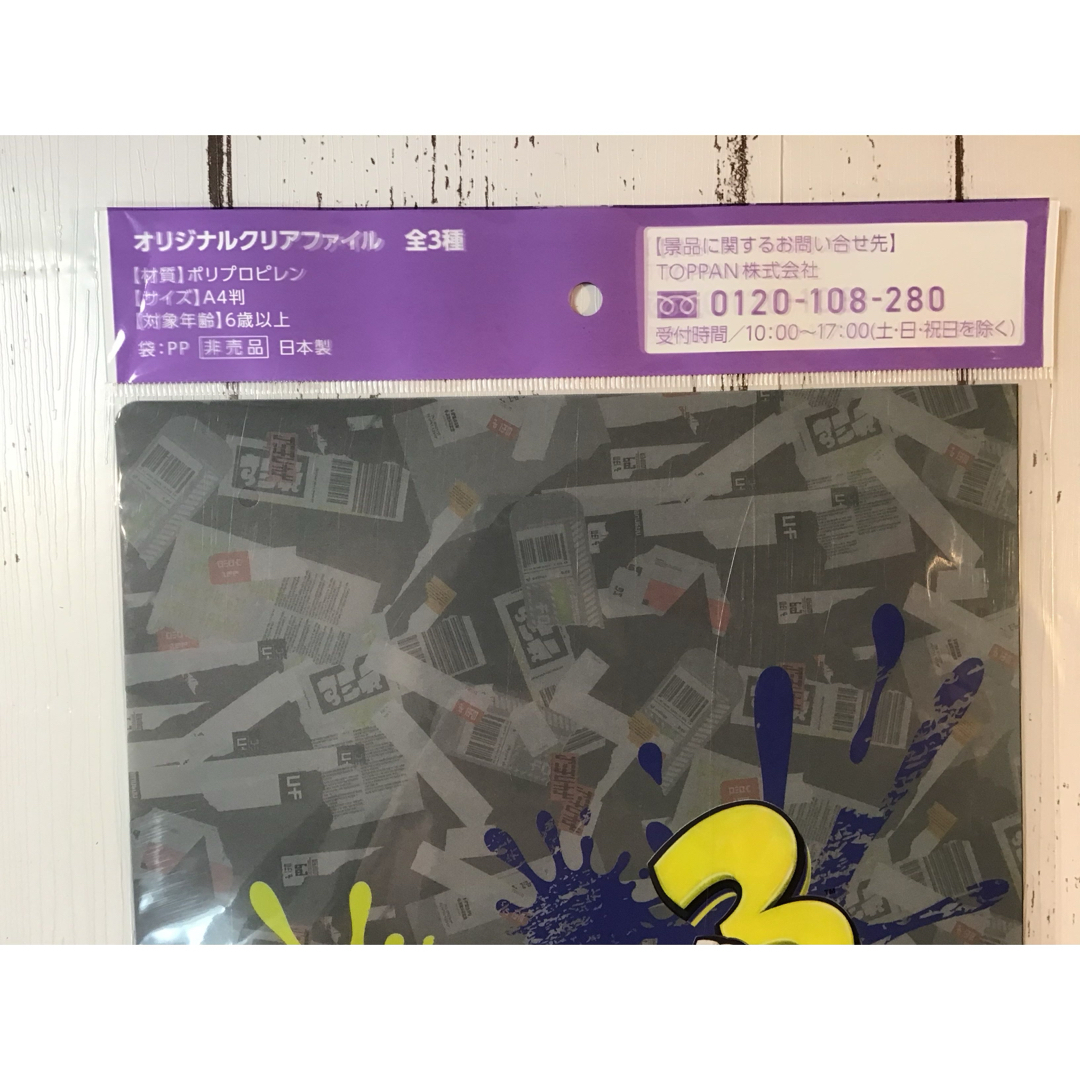 オリジナルクリアファイル 全3種
【材質】ポリプロピレン
【サイズ】A4判
【対象年齢】6歳以上
袋:PP 非売品 日本製
【景品に関するお問い合せ先】
TOPPAN株式会社
0120-108-280
受付時間/10:00〜17:00(土・日・祝日を除く)
UF
UF
3
TM